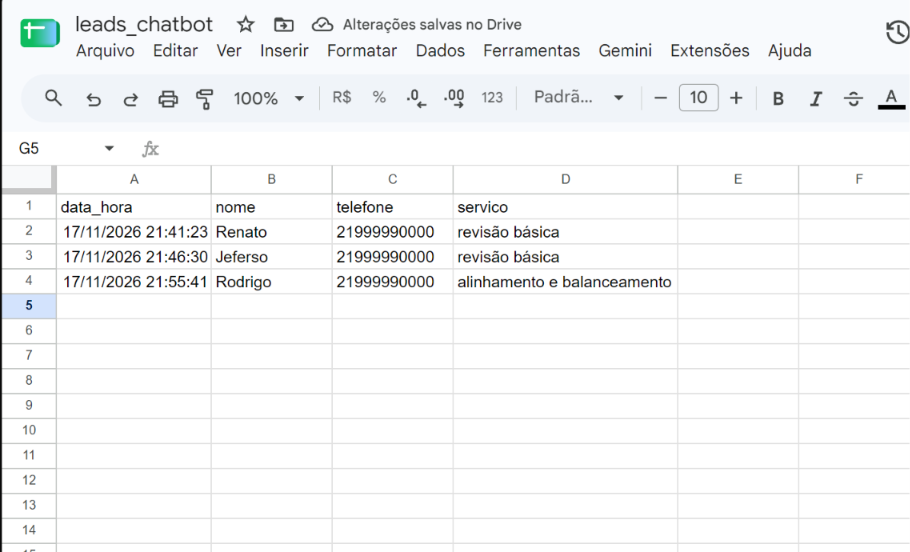 leads_chatbot Alterações salvas no Drive
Arquivo Editar Ver Inserir Formatar Dados Ferramentas Gemini Extensões Ajuda
100% R$ % .0 .00 123 Padrã... − 10 + B I S A
G5 fx
A B C D E F
1 data_hora nome telefone servico
2 17/11/2026 21:41:23 Renato 21999990000 revisão básica
3 17/11/2026 21:46:30 Jeferso 21999990000 revisão básica
4 17/11/2026 21:55:41 Rodrigo 21999990000 alinhamento e balanceamento
5
6
7
8
9
10
11
12
13
14
15